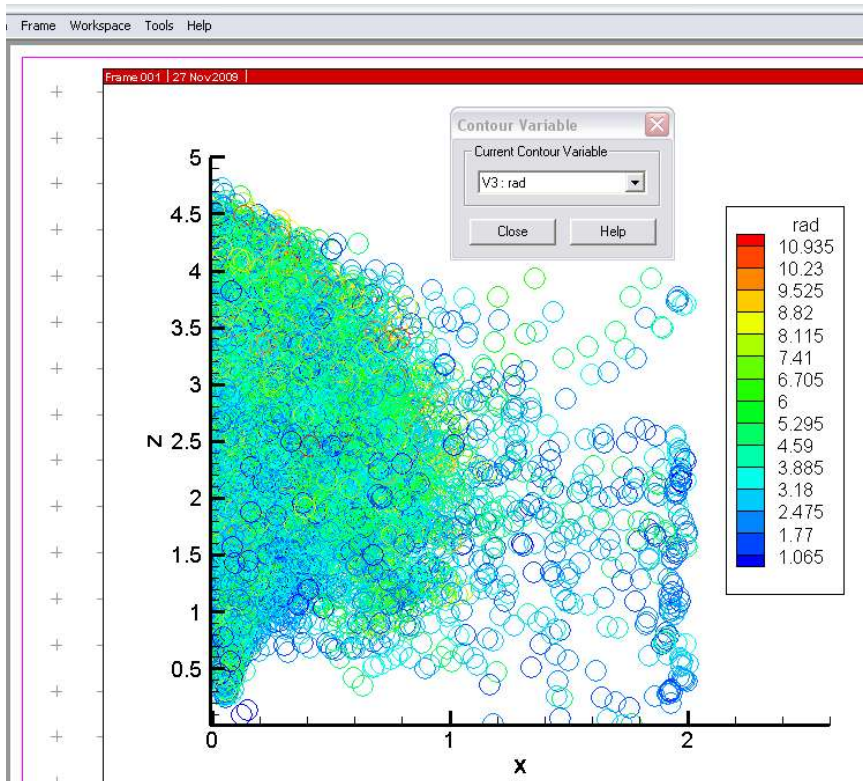 Frame Workspace Tools Help
Frame 001 | 27 Nov 2009 |
Contour Variable
Current Contour Variable
V3 : rad
Close Help
rad
10.935
10.23
9.525
8.82
8.115
7.41
6.705
6
5.295
4.59
3.885
3.18
2.475
1.77
1.065
5
4.5
4
3.5
3
2.5
2
1.5
1
0.5
Z
0 1 2
X